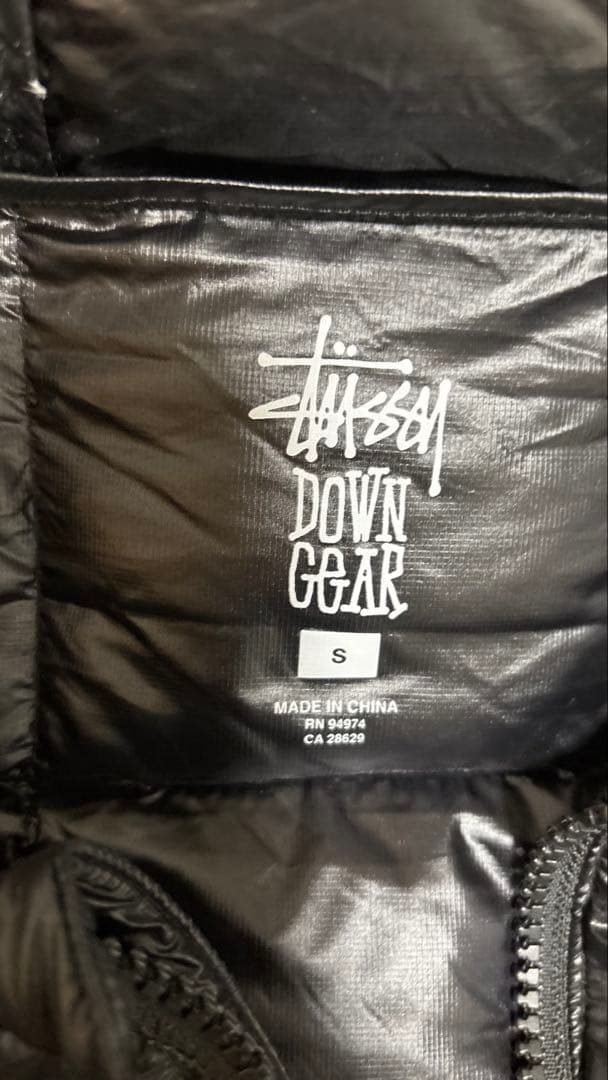 Stüssy
DOWN
GEAR
S
MADE IN CHINA
RN 94974
CA 28629